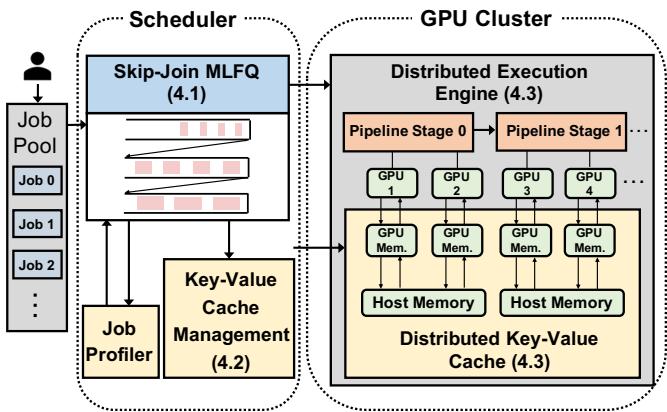 Scheduler
GPU Cluster
Skip-Join MLFQ
(4.1)
Job
Pool
Job 0
Job 1
Job 2
Job
Profiler
Key-Value
Cache
Management
(4.2)
Distributed Execution
Engine (4.3)
Pipeline Stage 0
Pipeline Stage 1
...
GPU
1
GPU
2
GPU
3
GPU
4
...
GPU
Mem.
GPU
Mem.
GPU
Mem.
GPU
Mem.
Host Memory
Host Memory
Distributed Key-Value
Cache (4.3)